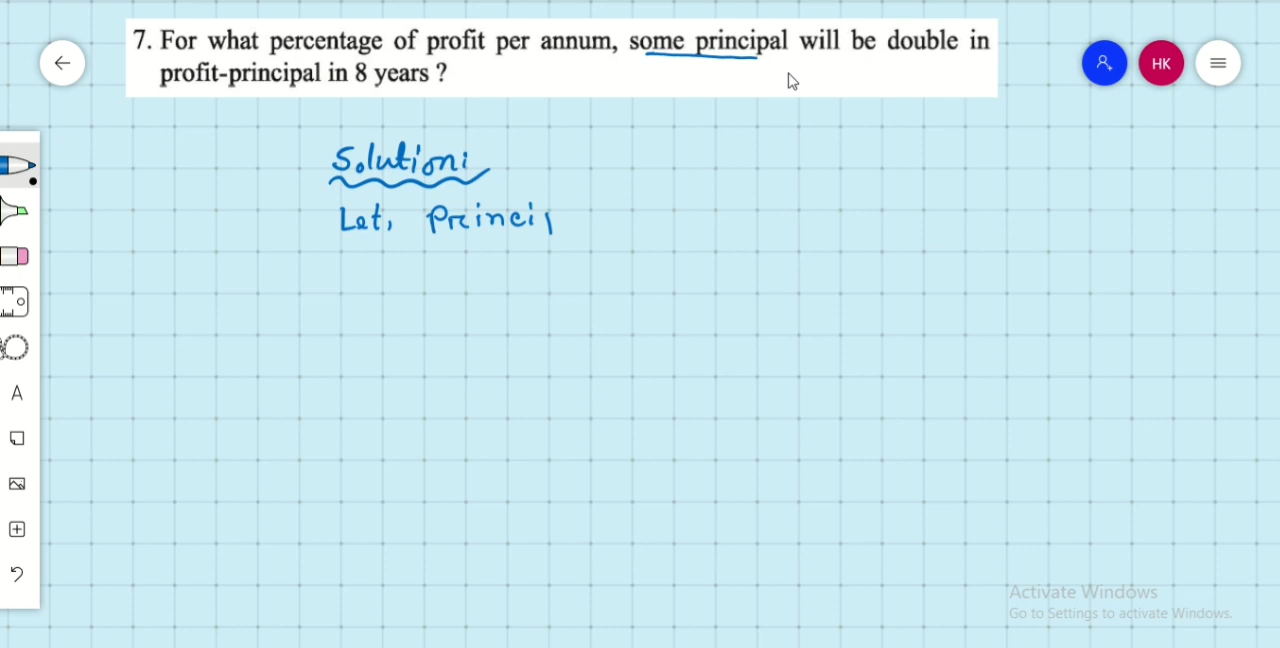 7. For what percentage of profit per annum, some principal will be double in
profit-principal in 8 years ?
HK
Solution:
Let, Princip
A
Activate Windows
Go to Settings to activate Windows.